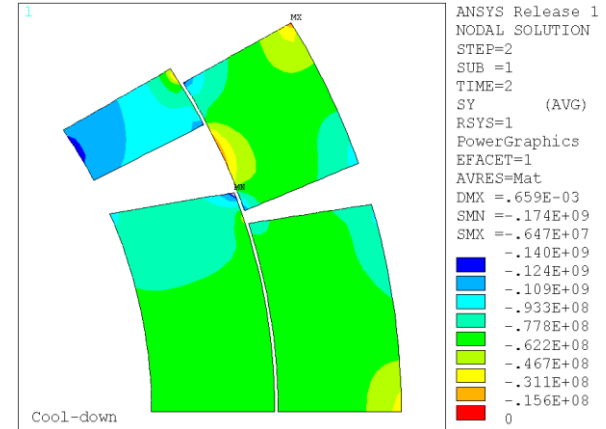 1
MX
MN
Cool-down
ANSYS Release 1
NODAL SOLUTION
STEP=2
SUB =1
TIME=2
SY (AVG)
RSYS=1
PowerGraphics
EFACET=1
AVRES=Mat
DMX =.659E-03
SMN =-.174E+09
SMX =-.647E+07
-.140E+09
-.124E+09
-.109E+09
-.933E+08
-.778E+08
-.622E+08
-.467E+08
-.311E+08
-.156E+08
0